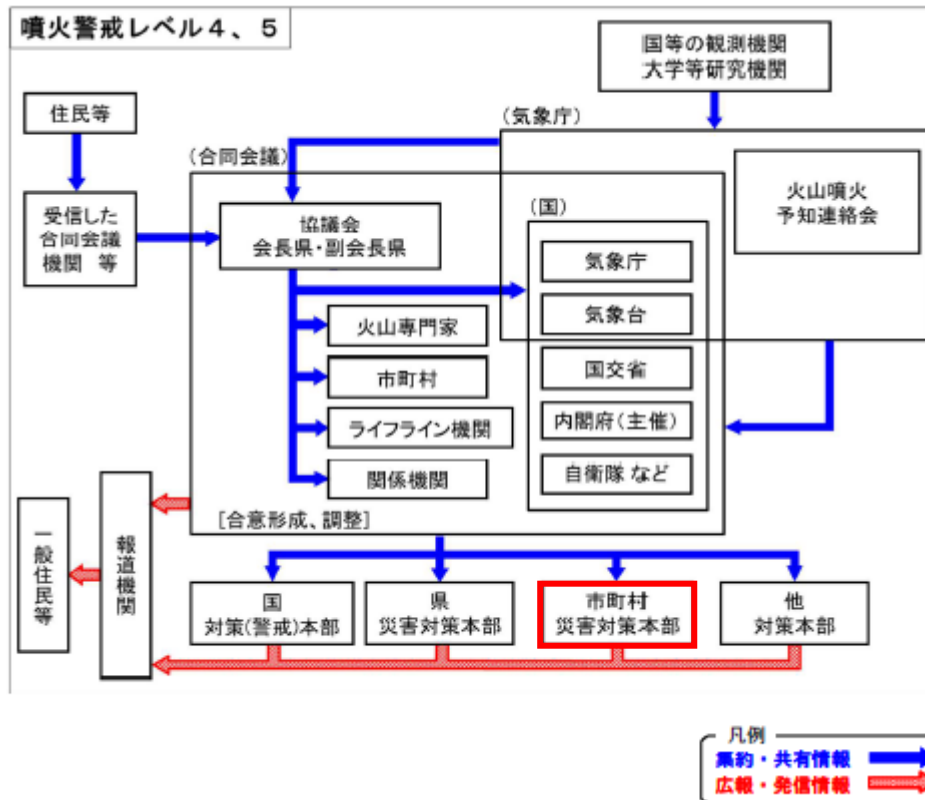 噴火警戒レベル４、５
国等の観測機関
大学等研究機関
住民等
(気象庁)
(合同会議)
火山噴火
予知連絡会
受信した
合同会議
機関　等
協議会
会長県・副会長県
(国)
気象庁
気象台
火山専門家
国交省
市町村
内閣府(主催)
ライフライン機関
自衛隊 など
関係機関
[合意形成、調整]
一般住民等
報道機関
国
対策(警戒)本部
県
災害対策本部
市町村
災害対策本部
他
対策本部
凡例
集約・共有情報
広報・発信情報